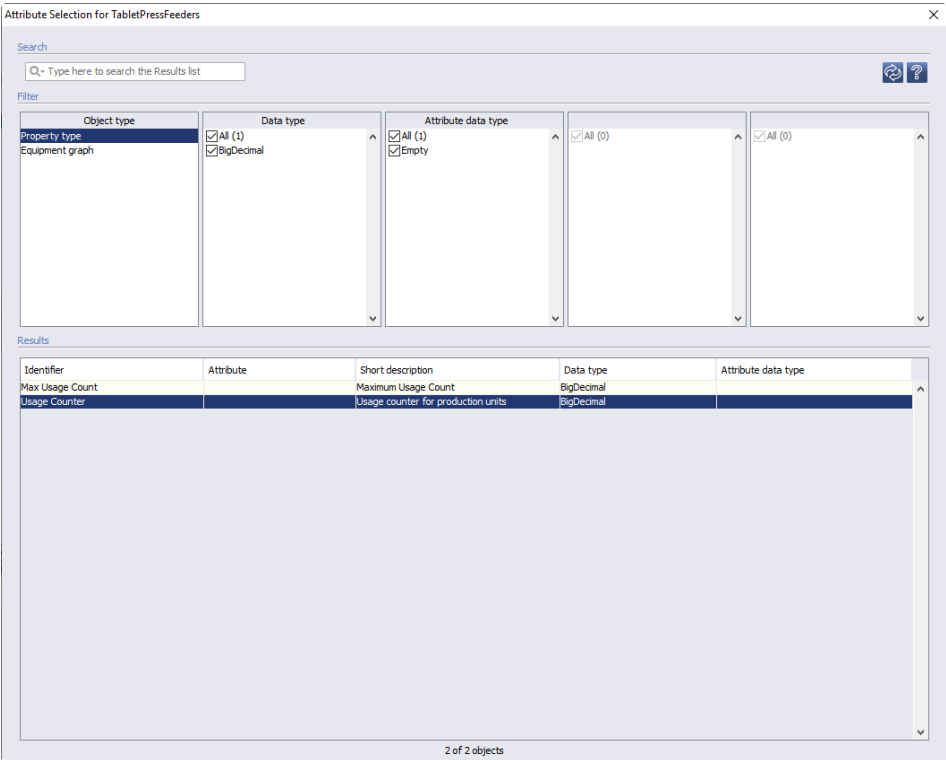 Attribute Selection for TabletPressFeeders
Search
Type here to search the Results list
Filter
Object type Data type Attribute data type
Property type All (1) All (1) All (0) All (0)
Equipment graph BigDecimal Empty
Results
Identifier Attribute Short description Data type Attribute data type
Max Usage Count Maximum Usage Count BigDecimal
Usage Counter Usage counter for production units BigDecimal
2 of 2 objects